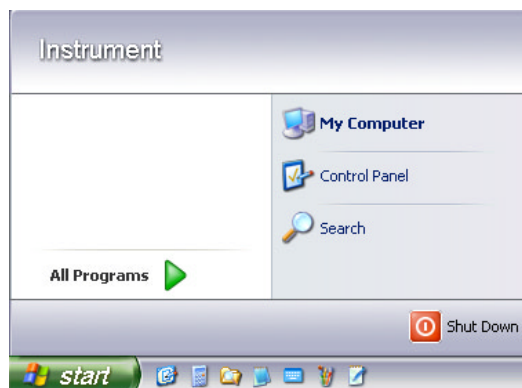 Instrument
My Computer
Control Panel
Search
All Programs
Shut Down
start